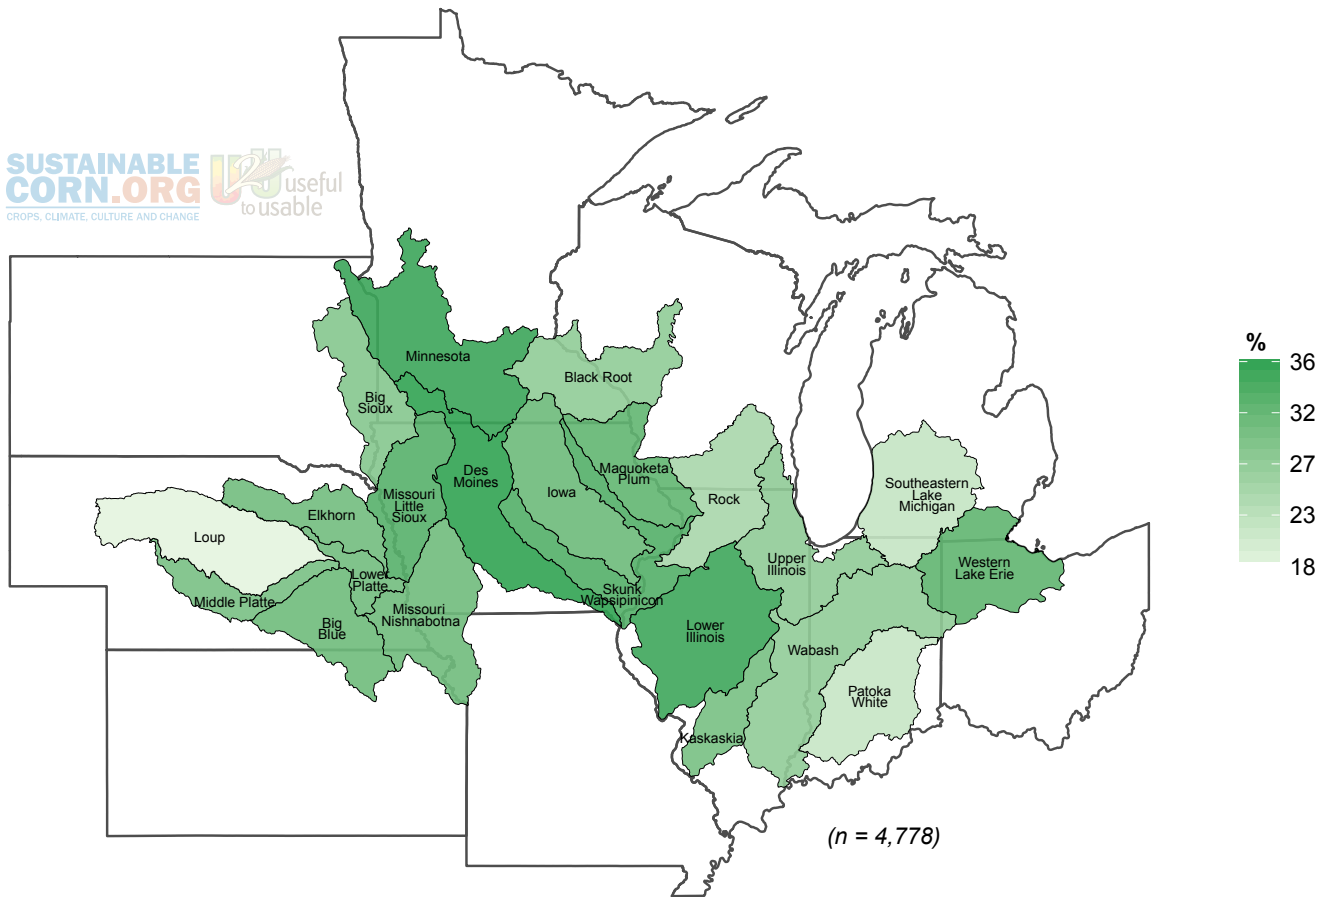 SUSTAINABLE
CORN.ORG
CROPS, CLIMATE, CULTURE AND CHANGE
U2U useful
to usable
Minnesota
Black Root
Big
Sioux
Des
Moines
Maquoketa
Plum
Iowa
Missouri
Little
Sioux
Rock
Southeastern
Lake
Michigan
Elkhorn
Loup
Upper
Illinois
Western
Lake Erie
Lower
Platte
Middle Platte
Skunk
Wapsipinicon
Missouri
Nishnabotna
Big
Blue
Lower
Illinois
Wabash
Patoka
White
Kaskaskia
(n = 4,778)
%
36
32
27
23
18